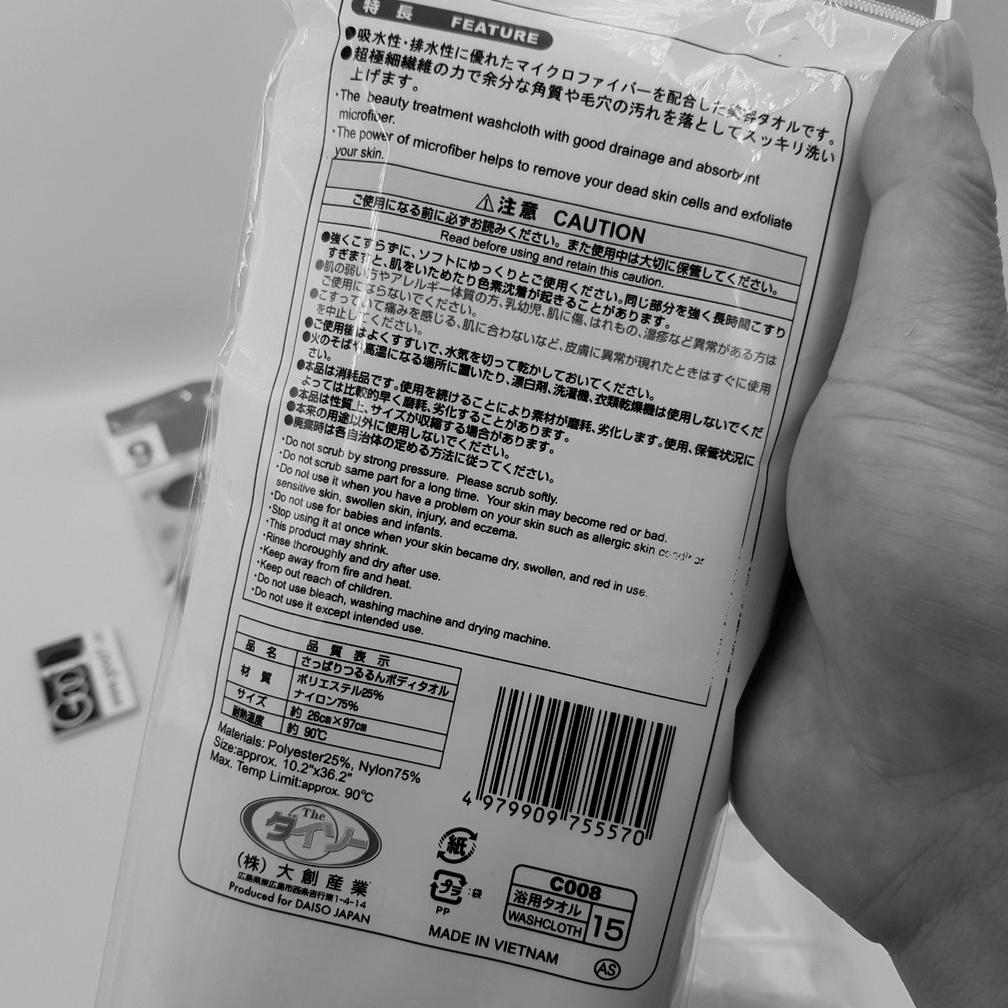 特 長 FEATURE
●吸水性・排水性に優れたマイクロファイバーを配合した美容タオルです。
●超極細繊維の力で余分な角質や毛穴の汚れを落としてスッキリ洗い
上げます。
・The beauty treatment washcloth with good drainage and absorbent
microfiber.
・The power of microfiber helps to remove your dead skin cells and exfoliate
your skin.
⚠注意 CAUTION
ご使用になる前に必ずお読みください。また使用中は大切に保管してください。
Read before using and retain this caution.
●強くこすらずに、ソフトにゆっくりとご使用ください。同じ部分を強く長時間こすり
すぎますと、肌をいためたり色素沈着が起きることがあります。
●肌の弱い方やアレルギー体質の方、乳幼児、肌に傷、はれもの、湿疹など異常がある方は
ご使用にならないでください。
●こすっていて痛みを感じる、肌に合わないなど、皮膚に異常が現れたときはすぐに使用
を中止してください。
●ご使用後はよくすすいで、水気を切って乾かしておいてください。
●火のそばや高温になる場所に置いたり、漂白剤、洗濯機、衣類乾燥機は使用しないでくだ
さい。
●本品は消耗品です。使用を続けることにより素材が磨耗、劣化します。使用、保管状況に
よっては比較的早く磨耗、劣化することがあります。
●本品は性質上、サイズが収縮する場合があります。
●本来の用途以外に使用しないでください。
●廃棄時は各自治体の定める方法に従ってください。
・Do not scrub by strong pressure. Please scrub softly.
・Do not scrub same part for a long time. Your skin may become red or bad.
・Do not use it when you have a problem on your skin such as allergic skin condition
sensitive skin, swollen skin, injury, and eczema.
・Do not use for babies and infants.
・Stop using it at once when your skin became dry, swollen, and red in use.
・This product may shrink.
・Rinse thoroughly and dry after use.
・Keep away from fire and heat.
・Keep out reach of children.
・Do not use bleach, washing machine and drying machine.
・Do not use it except intended use.
品質表示
品名 さっぱりつるるんボディタオル
材質 ポリエステル25%
ナイロン75%
サイズ 約 26cm×97cm
耐熱温度 約 90℃
Materials: Polyester25%, Nylon75%
Size:approx. 10.2"x36.2"
Max. Temp Limit:approx. 90℃
4 979909 755570
The
ダイソー
(株)大創産業
広島県東広島市西条吉行東1-4-14
Produced for DAISO JAPAN
紙
プラ :袋
PP
C008
浴用タオル
WASHCLOTH 15
MADE IN VIETNAM
AS
9